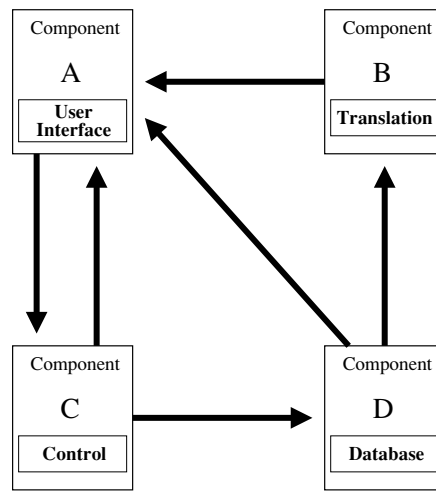 Component
A
User
Interface
Component
B
Translation
Component
C
Control
Component
D
Database